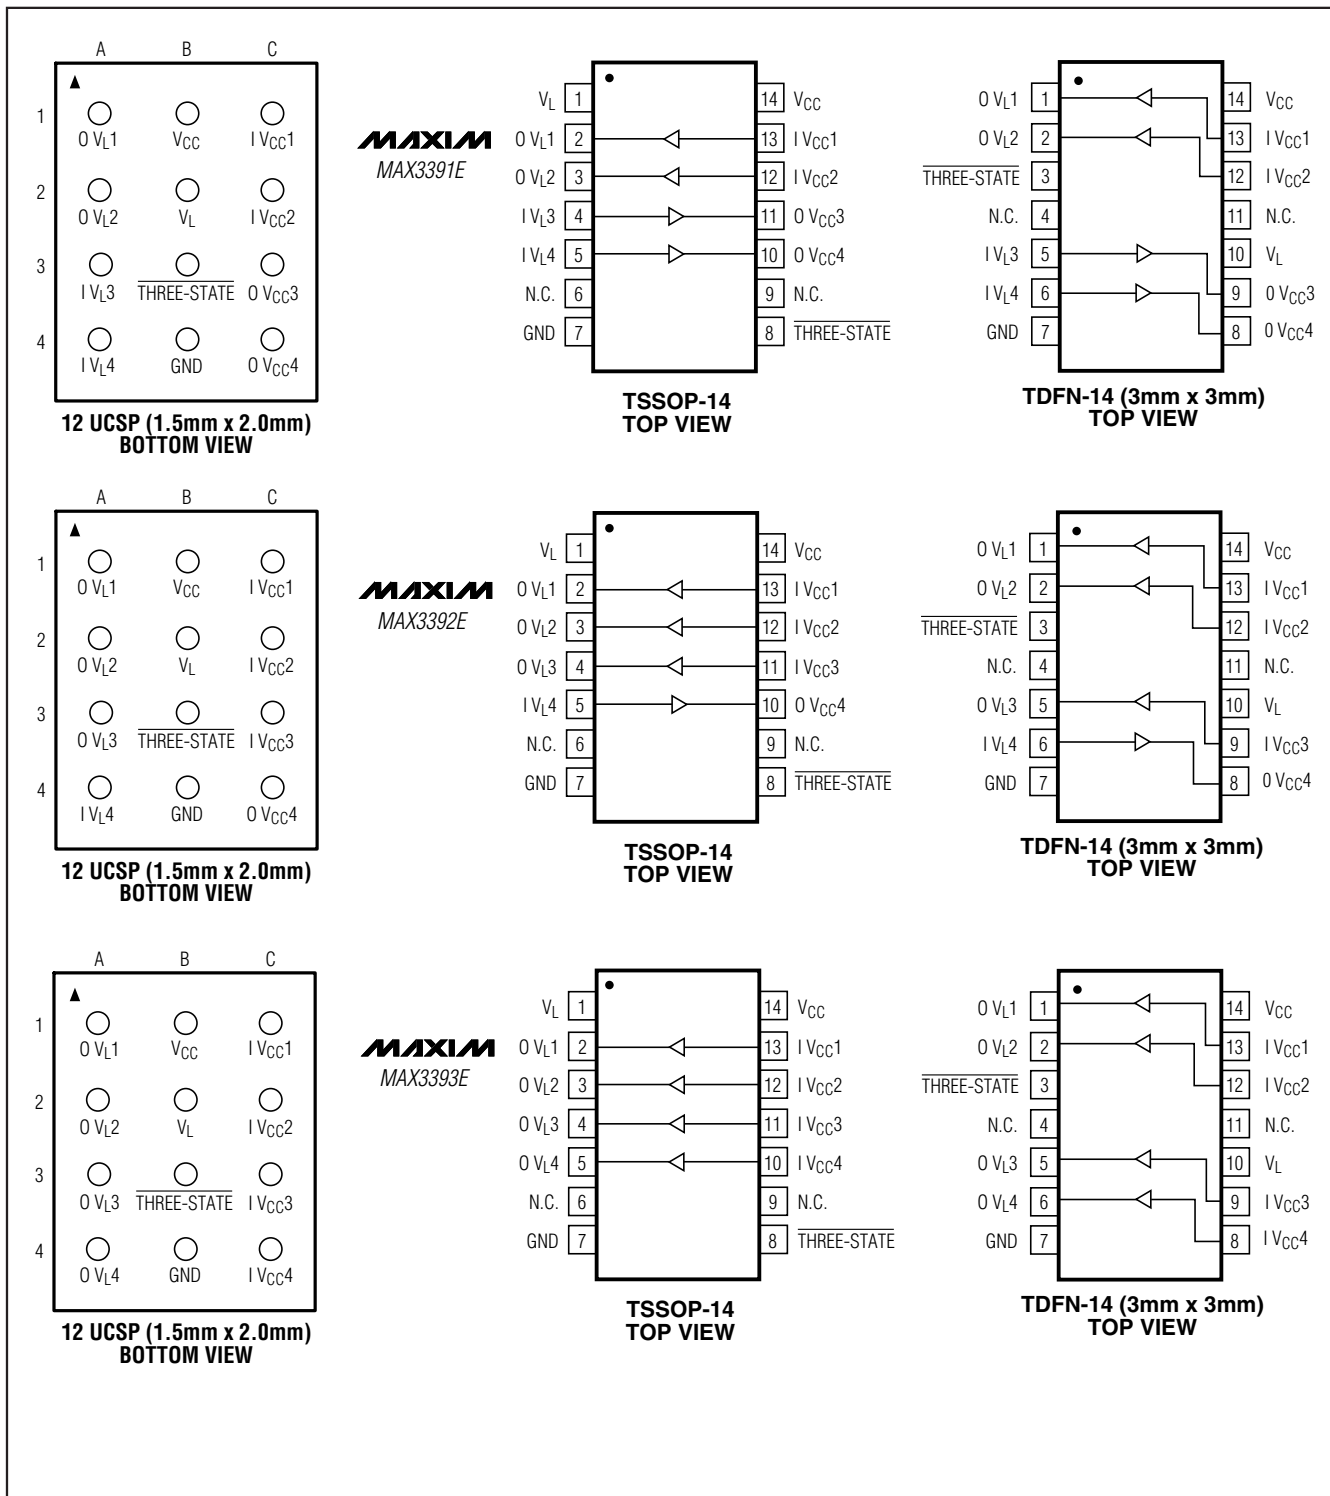 A B C
1
O VL1 VCC I VCC1
2
O VL2 VL I VCC2
3
I VL3 THREE-STATE O VCC3
4
I VL4 GND O VCC4
12 UCSP (1.5mm x 2.0mm)
BOTTOM VIEW
MAXIM
MAX3391E
VL 1 14 VCC
O VL1 2 13 I VCC1
O VL2 3 12 I VCC2
I VL3 4 11 O VCC3
I VL4 5 10 O VCC4
N.C. 6 9 N.C.
GND 7 8 THREE-STATE
TSSOP-14
TOP VIEW
O VL1 1 14 VCC
O VL2 2 13 I VCC1
THREE-STATE 3 12 I VCC2
N.C. 4 11 N.C.
I VL3 5 10 VL
I VL4 6 9 O VCC3
GND 7 8 O VCC4
TDFN-14 (3mm x 3mm)
TOP VIEW
A B C
1
O VL1 VCC I VCC1
2
O VL2 VL I VCC2
3
O VL3 THREE-STATE I VCC3
4
I VL4 GND O VCC4
12 UCSP (1.5mm x 2.0mm)
BOTTOM VIEW
MAXIM
MAX3392E
VL 1 14 VCC
O VL1 2 13 I VCC1
O VL2 3 12 I VCC2
O VL3 4 11 I VCC3
I VL4 5 10 O VCC4
N.C. 6 9 N.C.
GND 7 8 THREE-STATE
TSSOP-14
TOP VIEW
O VL1 1 14 VCC
O VL2 2 13 I VCC1
THREE-STATE 3 12 I VCC2
N.C. 4 11 N.C.
O VL3 5 10 VL
I VL4 6 9 I VCC3
GND 7 8 O VCC4
TDFN-14 (3mm x 3mm)
TOP VIEW
A B C
1
O VL1 VCC I VCC1
2
O VL2 VL I VCC2
3
O VL3 THREE-STATE I VCC3
4
O VL4 GND I VCC4
12 UCSP (1.5mm x 2.0mm)
BOTTOM VIEW
MAXIM
MAX3393E
VL 1 14 VCC
O VL1 2 13 I VCC1
O VL2 3 12 I VCC2
O VL3 4 11 I VCC3
O VL4 5 10 I VCC4
N.C. 6 9 N.C.
GND 7 8 THREE-STATE
TSSOP-14
TOP VIEW
O VL1 1 14 VCC
O VL2 2 13 I VCC1
THREE-STATE 3 12 I VCC2
N.C. 4 11 N.C.
O VL3 5 10 VL
O VL4 6 9 I VCC3
GND 7 8 I VCC4
TDFN-14 (3mm x 3mm)
TOP VIEW